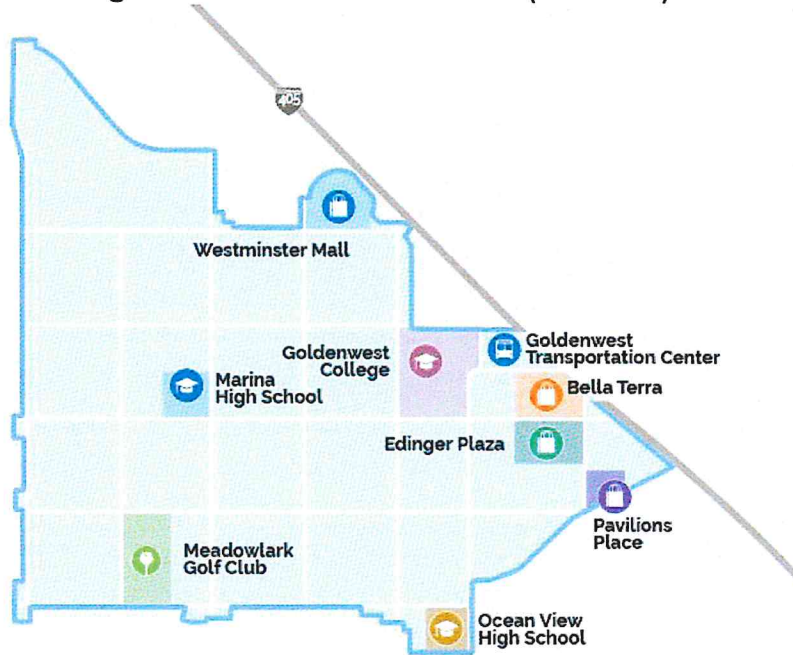 405
Westminster Mall
Goldenwest
College
Goldenwest
Transportation Center
Marina
High School
Bella Terra
Edinger Plaza
Pavilions
Place
Meadowlark
Golf Club
Ocean View
High School